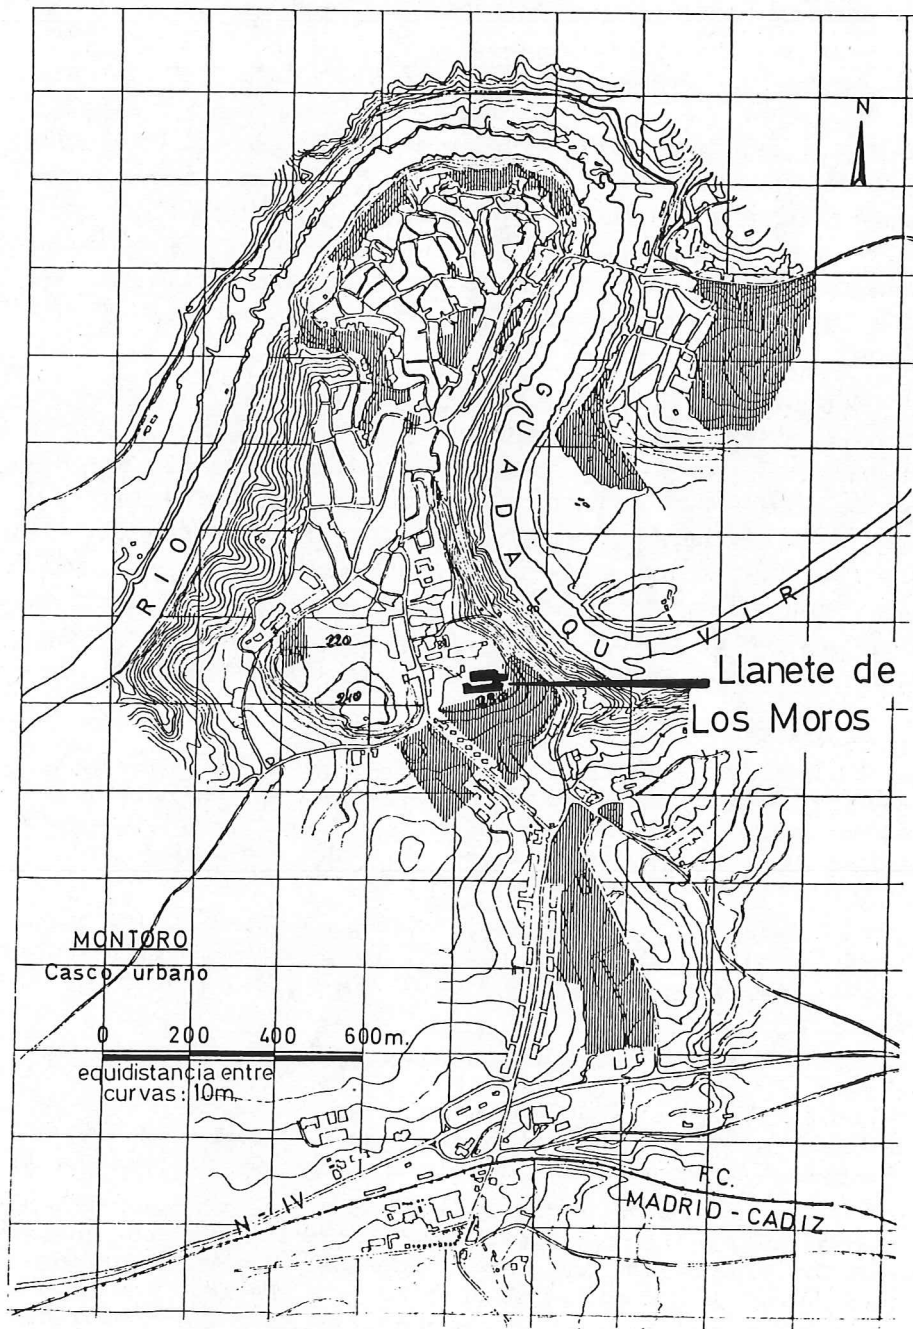 N
RIO
GUADALQUIVIR
220
240
Llanete de
Los Moros
MONTORO
Casco urbano
0 200 400 600m.
equidistancia entre
curvas: 10m.
N-IV
F.C.
MADRID-CADIZ